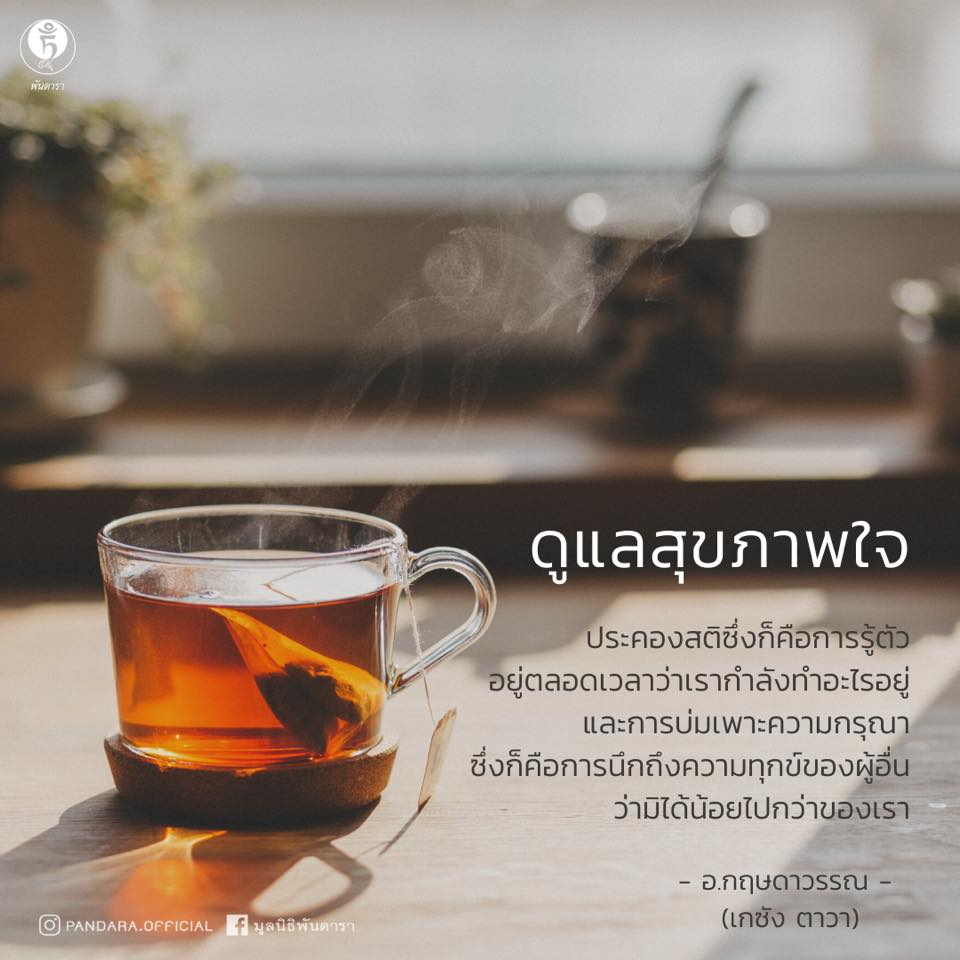 พันดารา
ดูแลสุขภาพใจ
ประคองสติซึ่งก็คือการรู้ตัว
อยู่ตลอดเวลาว่าเรากำลังทำอะไรอยู่
และการบ่มเพาะความกรุณา
ซึ่งก็คือการนึกถึงความทุกข์ของผู้อื่น
ว่ามิได้น้อยไปกว่าของเรา
- อ.กฤษดาวรรณ -
(เกซัง ตาวา)
PANDARA.OFFICIAL มูลนิธิพันดารา